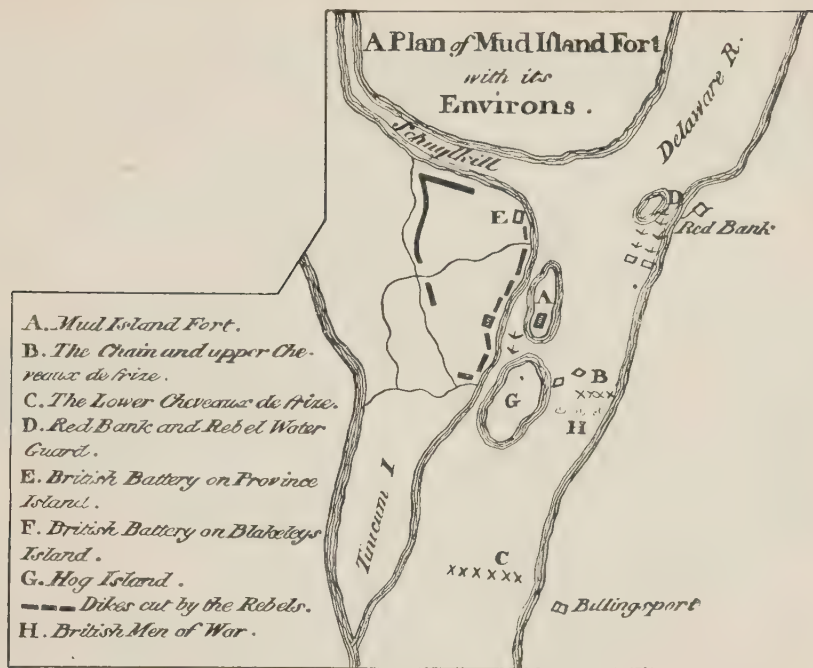 A Plan of Mud Island Fort
with its
Environs.
Schuylkill
Delaware R.
D
E
Red Bank
A
B
G
H
Tinicum I
C
Billingsport
A. Mud Island Fort.
B. The Chain and upper Che-
veaux de frize.
C. The Lower Cheveaux de frize.
D. Red Bank and Rebel Water
Guard.
E. British Battery on Province
Island.
F. British Battery on Blakeleys
Island.
G. Hog Island.
Dikes cut by the Rebels.
H. British Men of War.